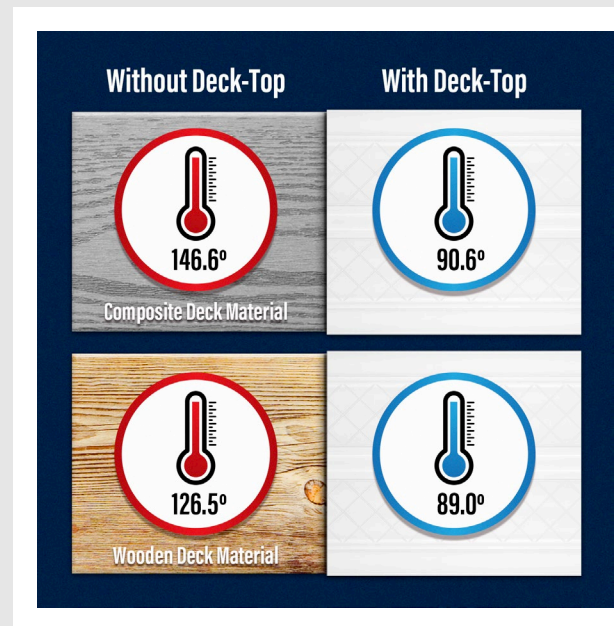 Without Deck-Top
With Deck-Top
146.6º
90.6º
Composite Deck Material
126.5º
89.0º
Wooden Deck Material